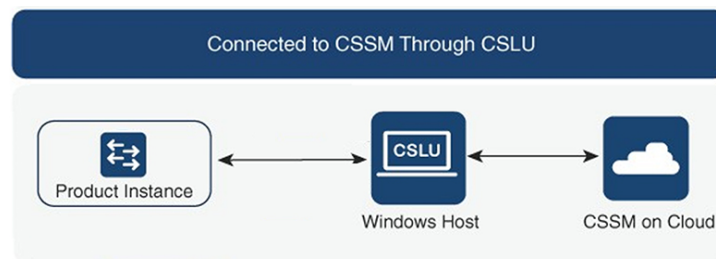 Connected to CSSM Through CSLU
CSLU
Product Instance
Windows Host
CSSM on Cloud